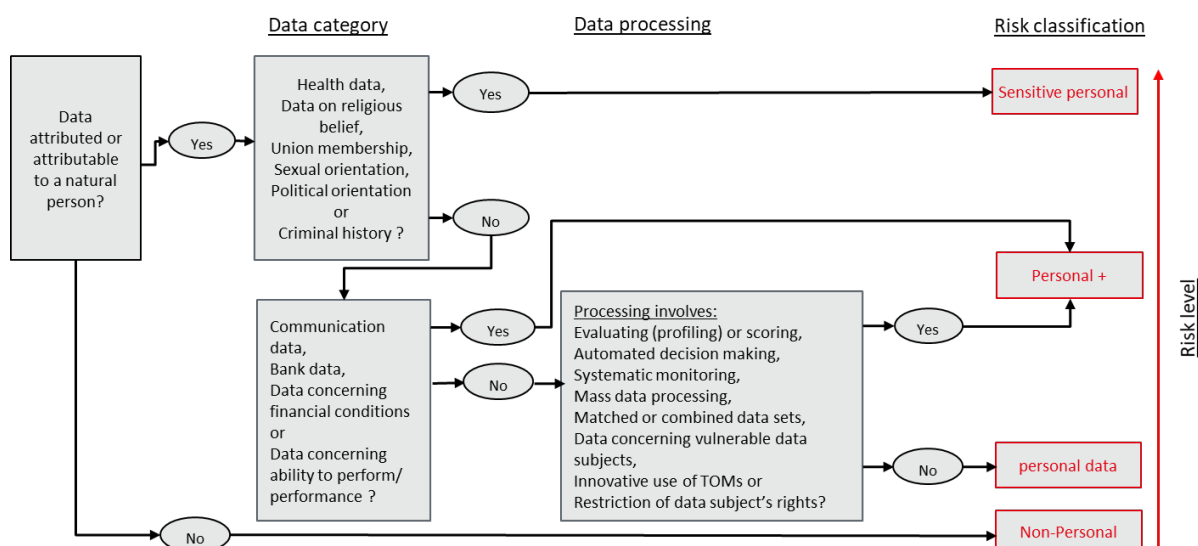 Data category
Data processing
Risk classification
Data
attributed or
attributable
to a natural
person?
Yes
Health data,
Data on religious
belief,
Union membership,
Sexual orientation,
Political orientation
or
Criminal history ?
Yes
Sensitive personal
No
Communication
data,
Bank data,
Data concerning
financial conditions
or
Data concerning
ability to perform/
performance ?
Yes
No
Processing involves:
Evaluating (profiling) or scoring,
Automated decision making,
Systematic monitoring,
Mass data processing,
Matched or combined data sets,
Data concerning vulnerable data
subjects,
Innovative use of TOMs or
Restriction of data subject's rights?
Yes
Personal +
No
personal data
No
Non-Personal
Risk level